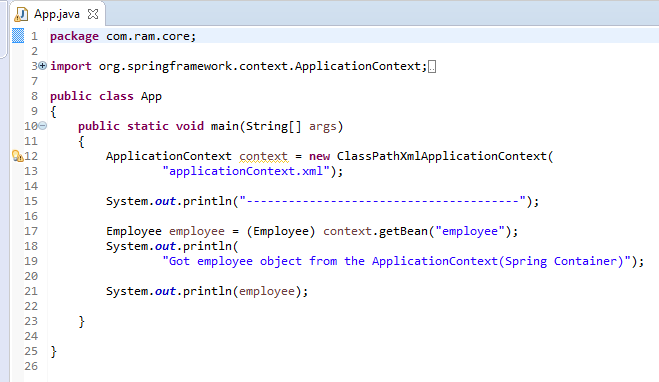 App.java
1 package com.ram.core;
2
3 import org.springframework.context.ApplicationContext;
7
8 public class App
9 {
10 public static void main(String[] args)
11 {
12 ApplicationContext context = new ClassPathXmlApplicationContext(
13 "applicationContext.xml");
14
15 System.out.println("---------------------------------------");
16
17 Employee employee = (Employee) context.getBean("employee");
18 System.out.println(
19 "Got employee object from the ApplicationContext(Spring Container)");
20
21 System.out.println(employee);
22
23 }
24
25 }
26